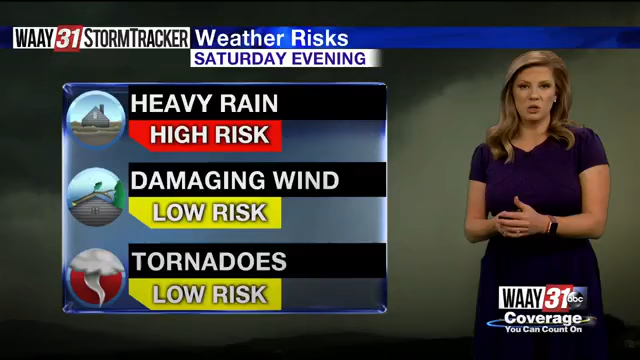 WAAY 31 STORMTRACKER
Weather Risks
SATURDAY EVENING
HEAVY RAIN
HIGH RISK
DAMAGING WIND
LOW RISK
TORNADOES
LOW RISK
WAAY 31 abc
Coverage
You Can Count On